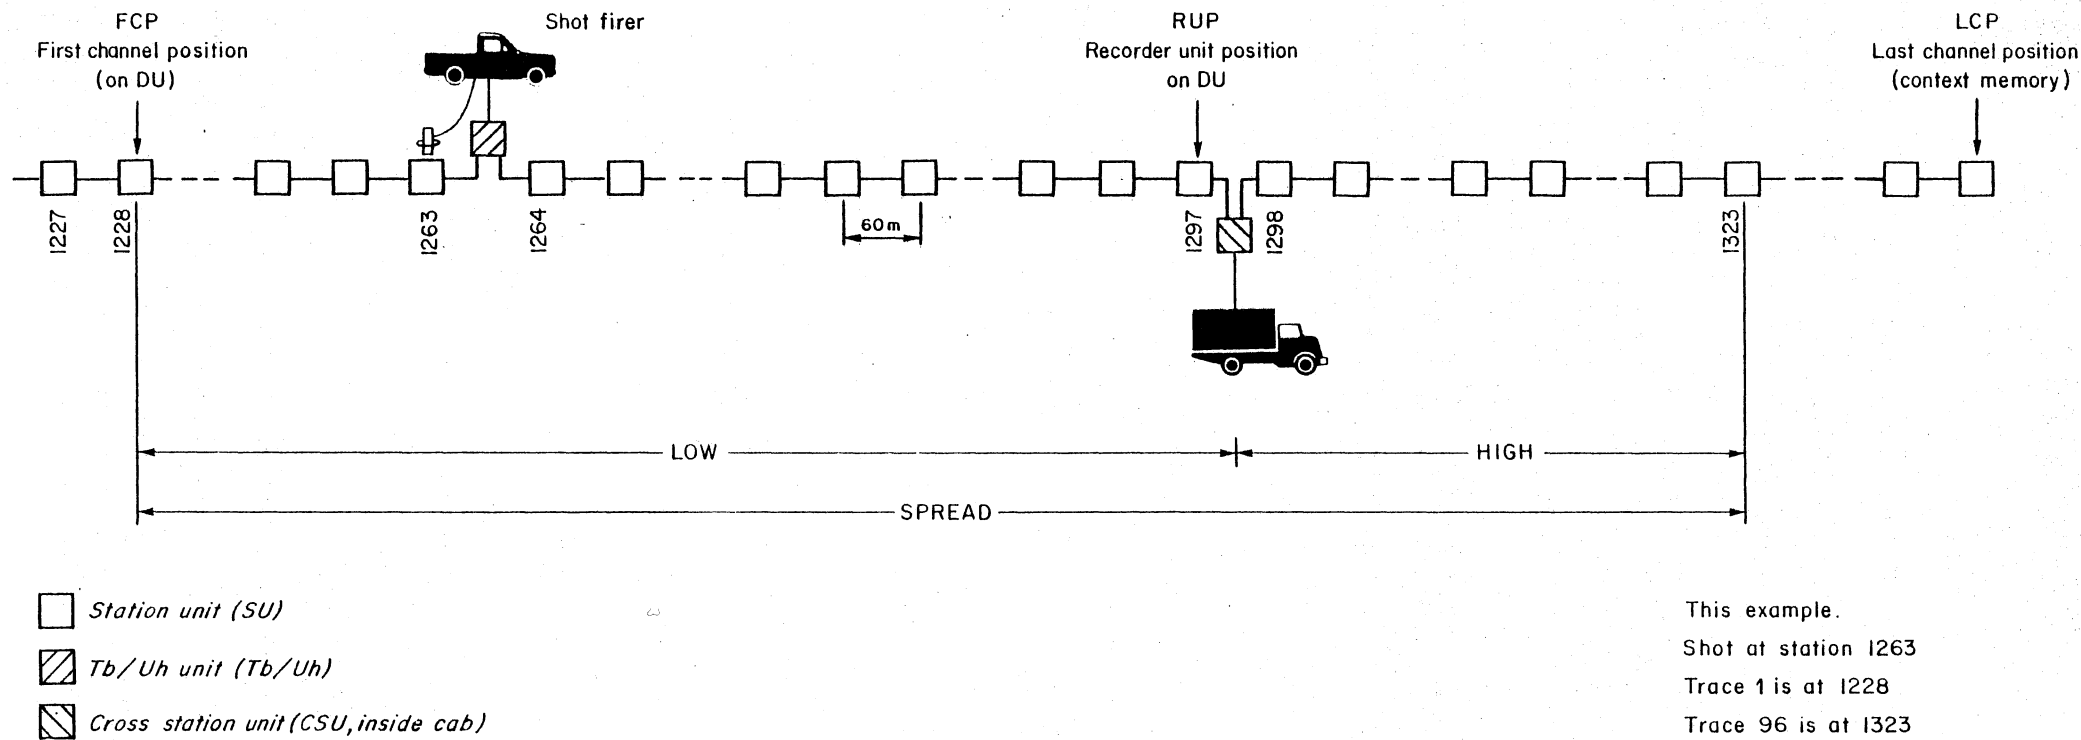 FCP
First channel position
(on DU)
Shot firer
RUP
Recorder unit position
on DU
LCP
Last channel position
(context memory)
1227
1228
1263
1264
60m
1297
1298
1323
LOW
HIGH
SPREAD
Station unit (SU)
Tb/Uh unit (Tb/Uh)
Cross station unit (CSU, inside cab)
This example.
Shot at station 1263
Trace 1 is at 1228
Trace 96 is at 1323